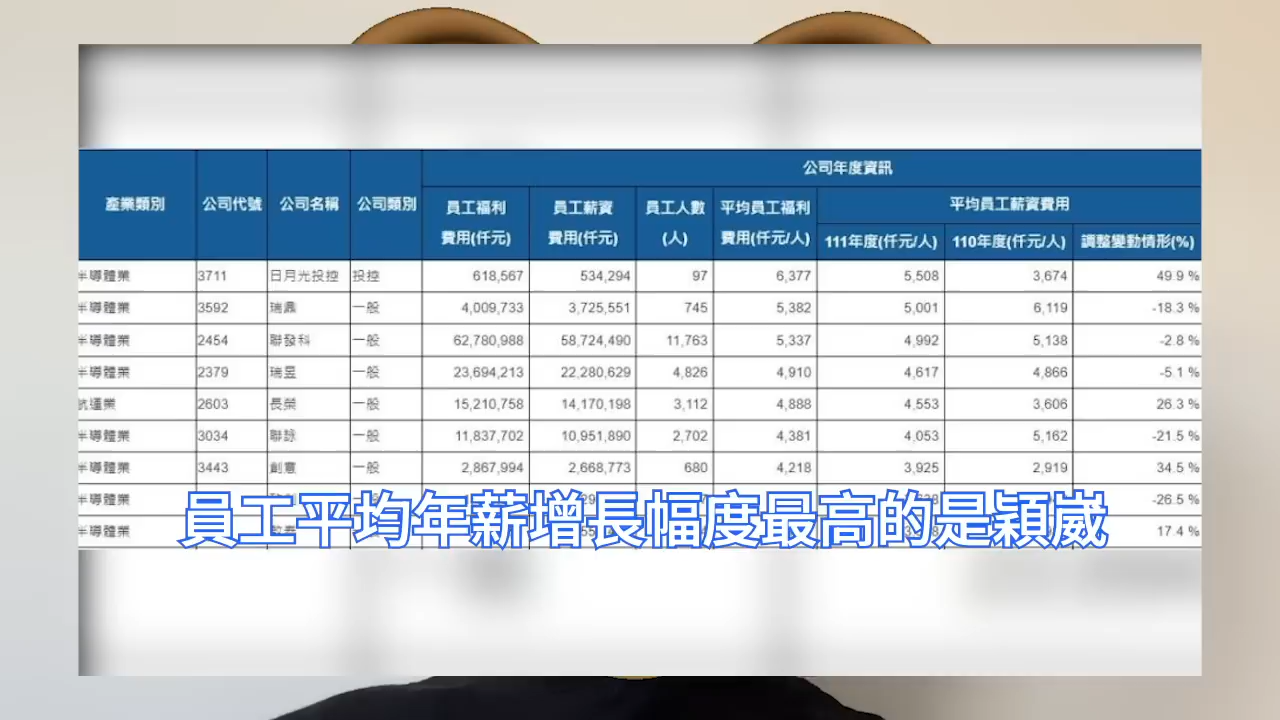 公司年度資訊
產業類別 公司代號 公司名稱 公司類別 員工福利費用(仟元) 員工薪資費用(仟元) 員工人數(人) 平均員工福利費用(仟元/人) 平均員工薪資費用
111年度(仟元/人) 110年度(仟元/人) 調整變動情形(%)
半導體業 3711 日月光投控 投控 618,567 534,294 97 6,377 5,508 3,674 49.9 %
半導體業 3592 瑞鼎 一般 4,009,733 3,725,551 745 5,382 5,001 6,119 -18.3 %
半導體業 2454 聯發科 一般 62,780,988 58,724,490 11,763 5,337 4,992 5,138 -2.8 %
半導體業 2379 瑞昱 一般 23,694,213 22,280,629 4,826 4,910 4,617 4,866 -5.1 %
航運業 2603 長榮 一般 15,210,758 14,170,198 3,112 4,888 4,553 3,606 26.3 %
半導體業 3034 聯詠 一般 11,837,702 10,951,890 2,702 4,381 4,053 5,162 -21.5 %
半導體業 3443 創意 一般 2,867,994 2,668,773 680 4,218 3,925 2,919 34.5 %
半導體業 -26.5 %
半導體業 17.4 %
員工平均年薪增長幅度最高的是穎崴